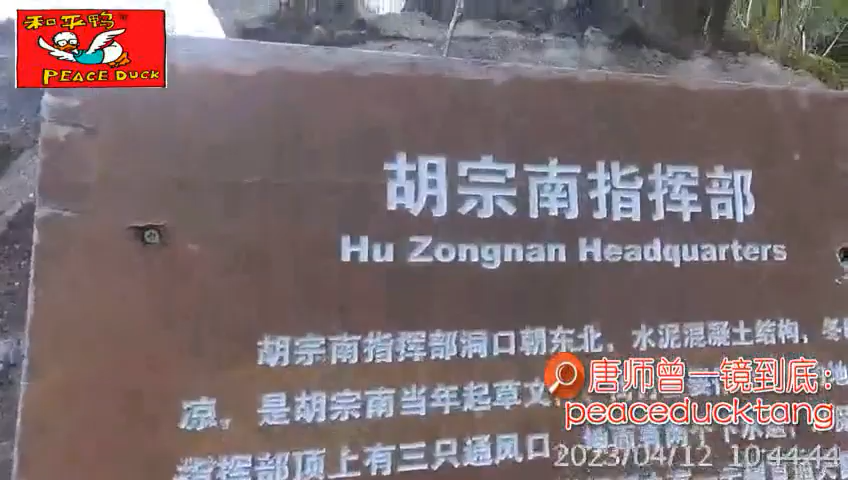 和平鸭
PEACE DUCK
胡宗南指挥部
Hu Zongnan Headquarters
胡宗南指挥部洞口朝东北，水泥混凝土结构，冬
凉，是胡宗南当年起草文
唐师曾一镜到底：
peaceducktang
指挥部顶上有三只通风口，
2023/04/12 10:44:44